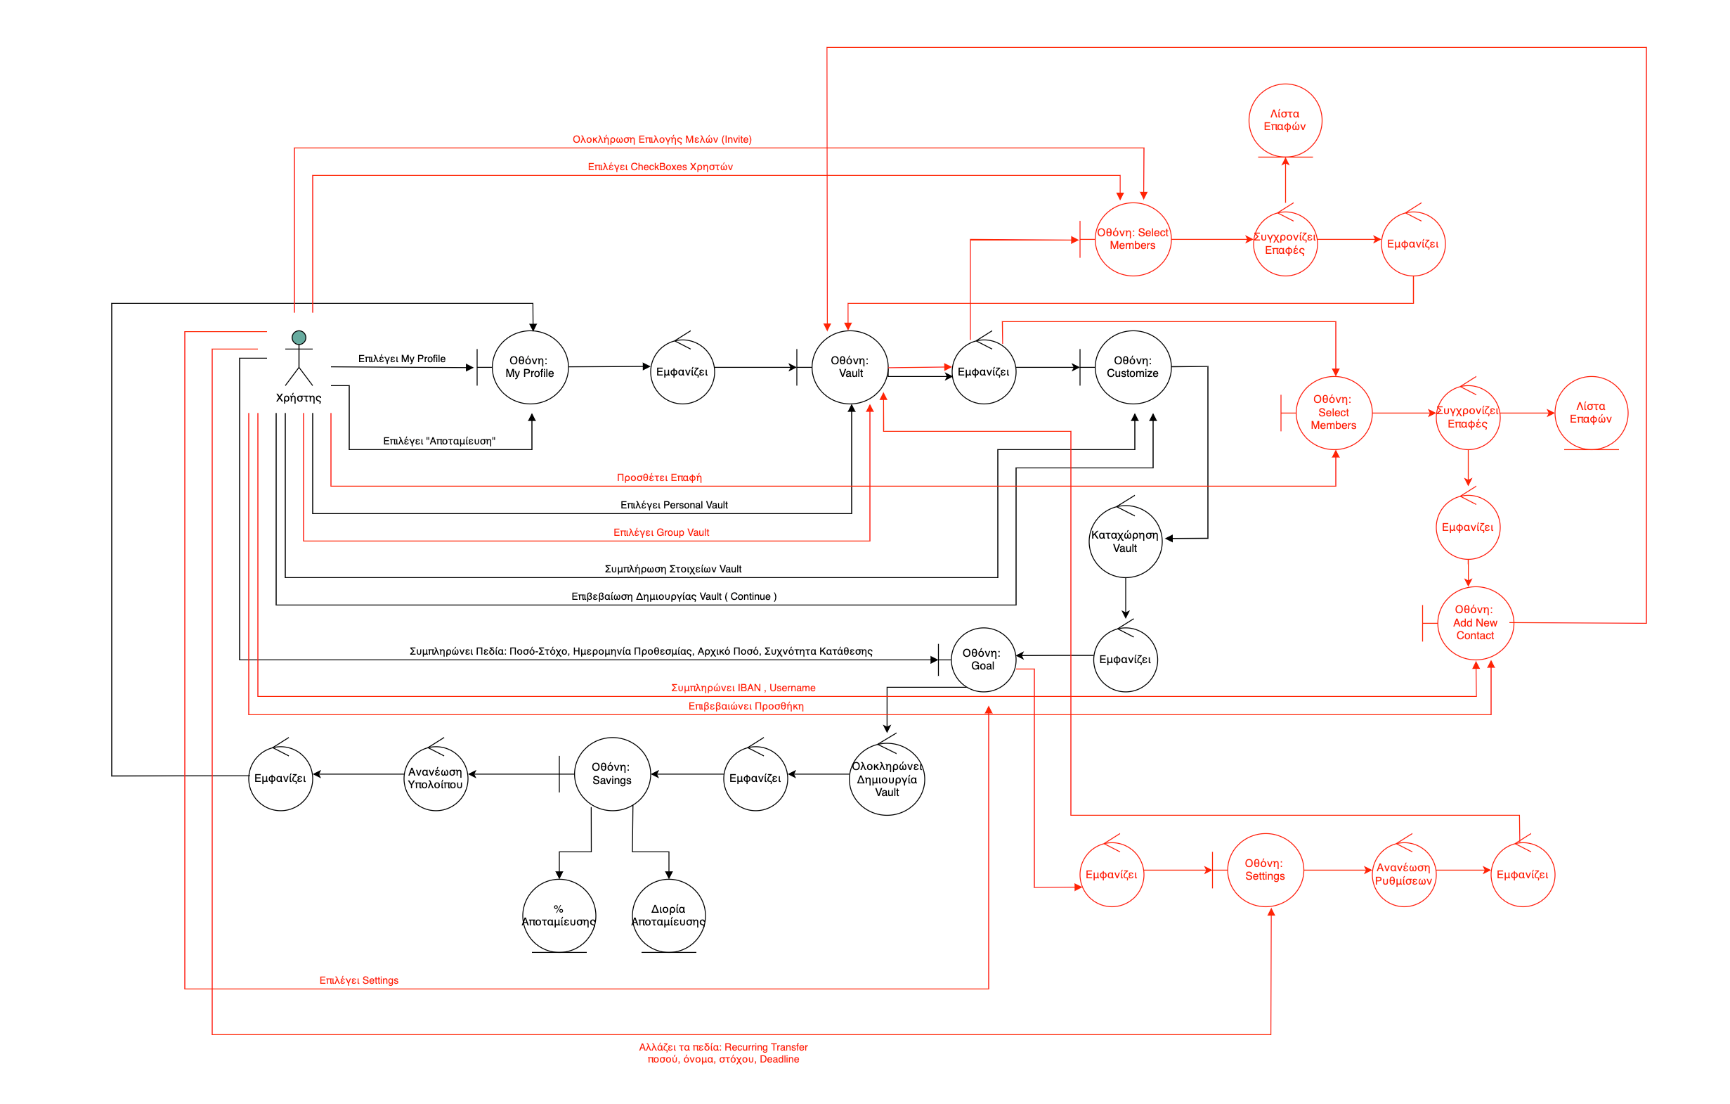 Λίστα
Επαφών
Ολοκλήρωση Επιλογής Μελών (Invite)
Επιλέγει CheckBoxes Χρηστών
Οθόνη: Select
Members
Συγχρονίζει
Επαφές
Εμφανίζει
Χρήστης
Επιλέγει My Profile
Οθόνη:
My Profile
Εμφανίζει
Οθόνη:
Vault
Εμφανίζει
Οθόνη:
Customize
Οθόνη:
Select
Members
Συγχρονίζει
Επαφές
Λίστα
Επαφών
Επιλέγει "Αποταμίευση"
Προσθέτει Επαφή
Επιλέγει Personal Vault
Επιλέγει Group Vault
Καταχώρηση
Vault
Εμφανίζει
Συμπλήρωση Στοιχείων Vault
Επιβεβαίωση Δημιουργίας Vault ( Continue )
Οθόνη:
Add New
Contact
Συμπληρώνει Πεδία: Ποσό-Στόχο, Ημερομηνία Προθεσμίας, Αρχικό Ποσό, Συχνότητα Κατάθεσης
Οθόνη:
Goal
Εμφανίζει
Συμπληρώνει IBAN , Username
Επιβεβαιώνει Προσθήκη
Εμφανίζει
Ανανέωση
Υπολοίπου
Οθόνη:
Savings
Εμφανίζει
Ολοκληρώνει
Δημιουργία
Vault
Εμφανίζει
Οθόνη:
Settings
Ανανέωση
Ρυθμίσεων
Εμφανίζει
%
Αποταμίευσης
Διορία
Αποταμίευσης
Επιλέγει Settings
Αλλάζει τα πεδία: Recurring Transfer
ποσού, όνομα, στόχου, Deadline